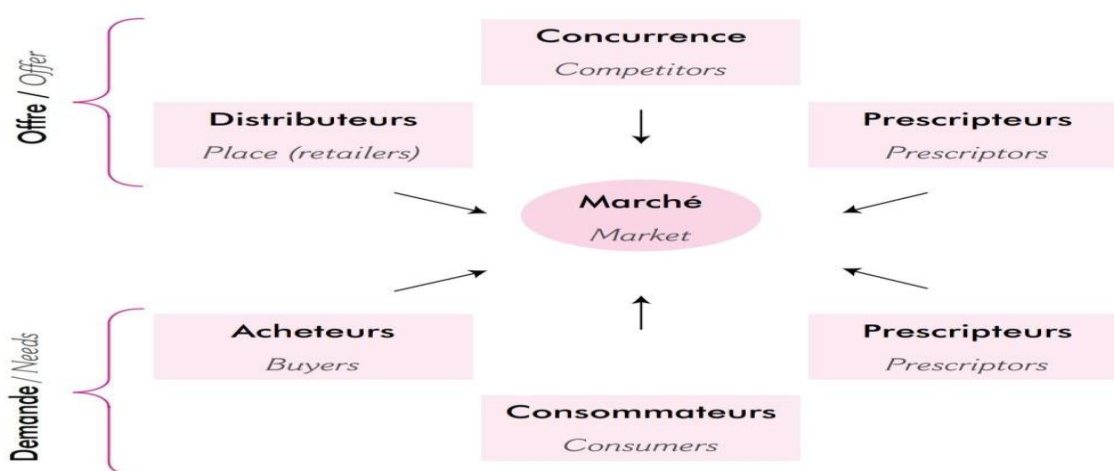 Offre / Offer
Concurrence
Competitors
Distributeurs
Place (retailers)
Prescripteurs
Prescriptors
Marché
Market
Demande / Needs
Acheteurs
Buyers
Prescripteurs
Prescriptors
Consommateurs
Consumers